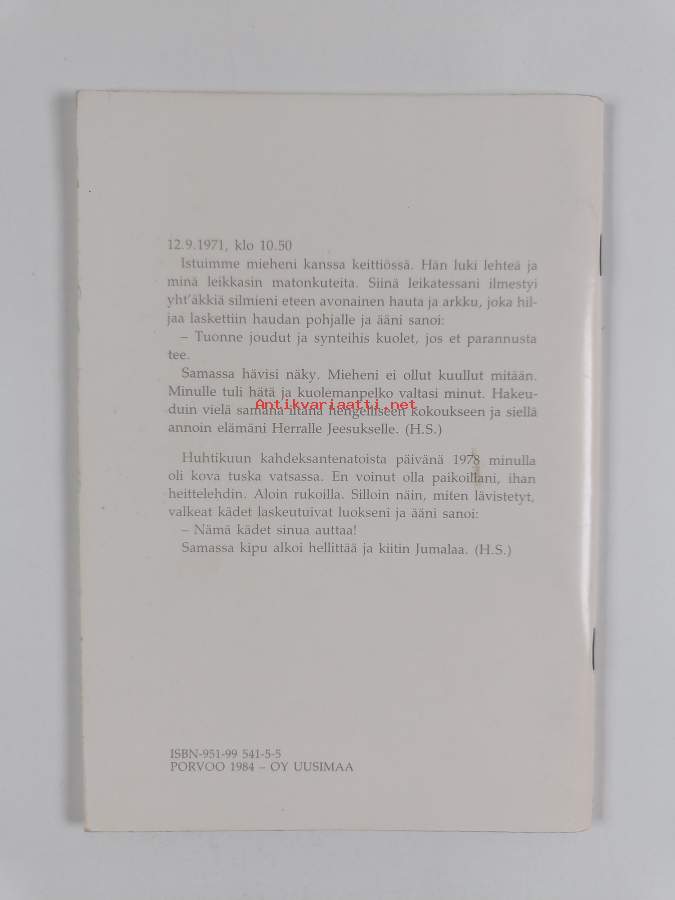 12.9.1971, klo 10.50
Istuimme mieheni kanssa keittiössä. Hän luki lehteä ja
minä leikkasin matonkuteita. Siinä leikatessani ilmestyi
yht'äkkiä silmieni eteen avonainen hauta ja arkku, joka hil-
jaa laskettiin haudan pohjalle ja ääni sanoi:
– Tuonne joudut ja synteihis kuolet, jos et parannusta
tee.
Samassa hävisi näky. Mieheni ei ollut kuullut mitään.
Minulle tuli hätä ja kuolemanpelko valtasi minut. Hakeu-
duin vielä samana iltana hengelliseen kokoukseen ja siellä
Antikvariaatti.net
annoin elämäni Herralle Jeesukselle. (H.S.)
Huhtikuun kahdeksantenatoista päivänä 1978 minulla
oli kova tuska vatsassa. En voinut olla paikoillani, ihan
heittelehdin. Aloin rukoilla. Silloin näin, miten lävistetyt,
valkeat kädet laskeutuivat luokseni ja ääni sanoi:
– Nämä kädet sinua auttaa!
Samassa kipu alkoi hellittää ja kiitin Jumalaa. (H.S.)
ISBN-951-99 541-5-5
PORVOO 1984 – OY UUSIMAA